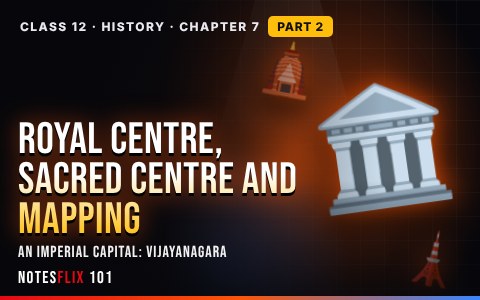 CLASS 12 · HISTORY · CHAPTER 7 PART 2
ROYAL CENTRE,
SACRED CENTRE AND
MAPPING
AN IMPERIAL CAPITAL: VIJAYANAGARA
NOTESFLIX 101